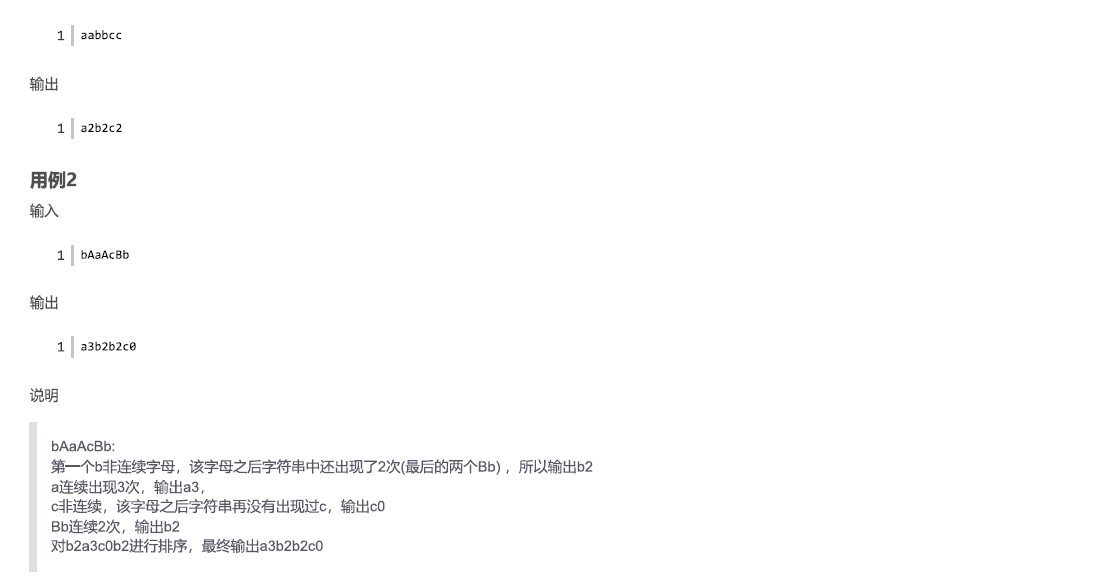 1 aabbcc
输出
1 a2b2c2
用例2
输入
1 bAaAcBb
输出
1 a3b2b2c0
说明
bAaAcBb:
第一个b非连续字母，该字母之后字符串中还出现了2次(最后的两个Bb) ，所以输出b2
a连续出现3次，输出a3，
c非连续，该字母之后字符串再没有出现过c，输出c0
Bb连续2次，输出b2
对b2a3c0b2进行排序，最终输出a3b2b2c0